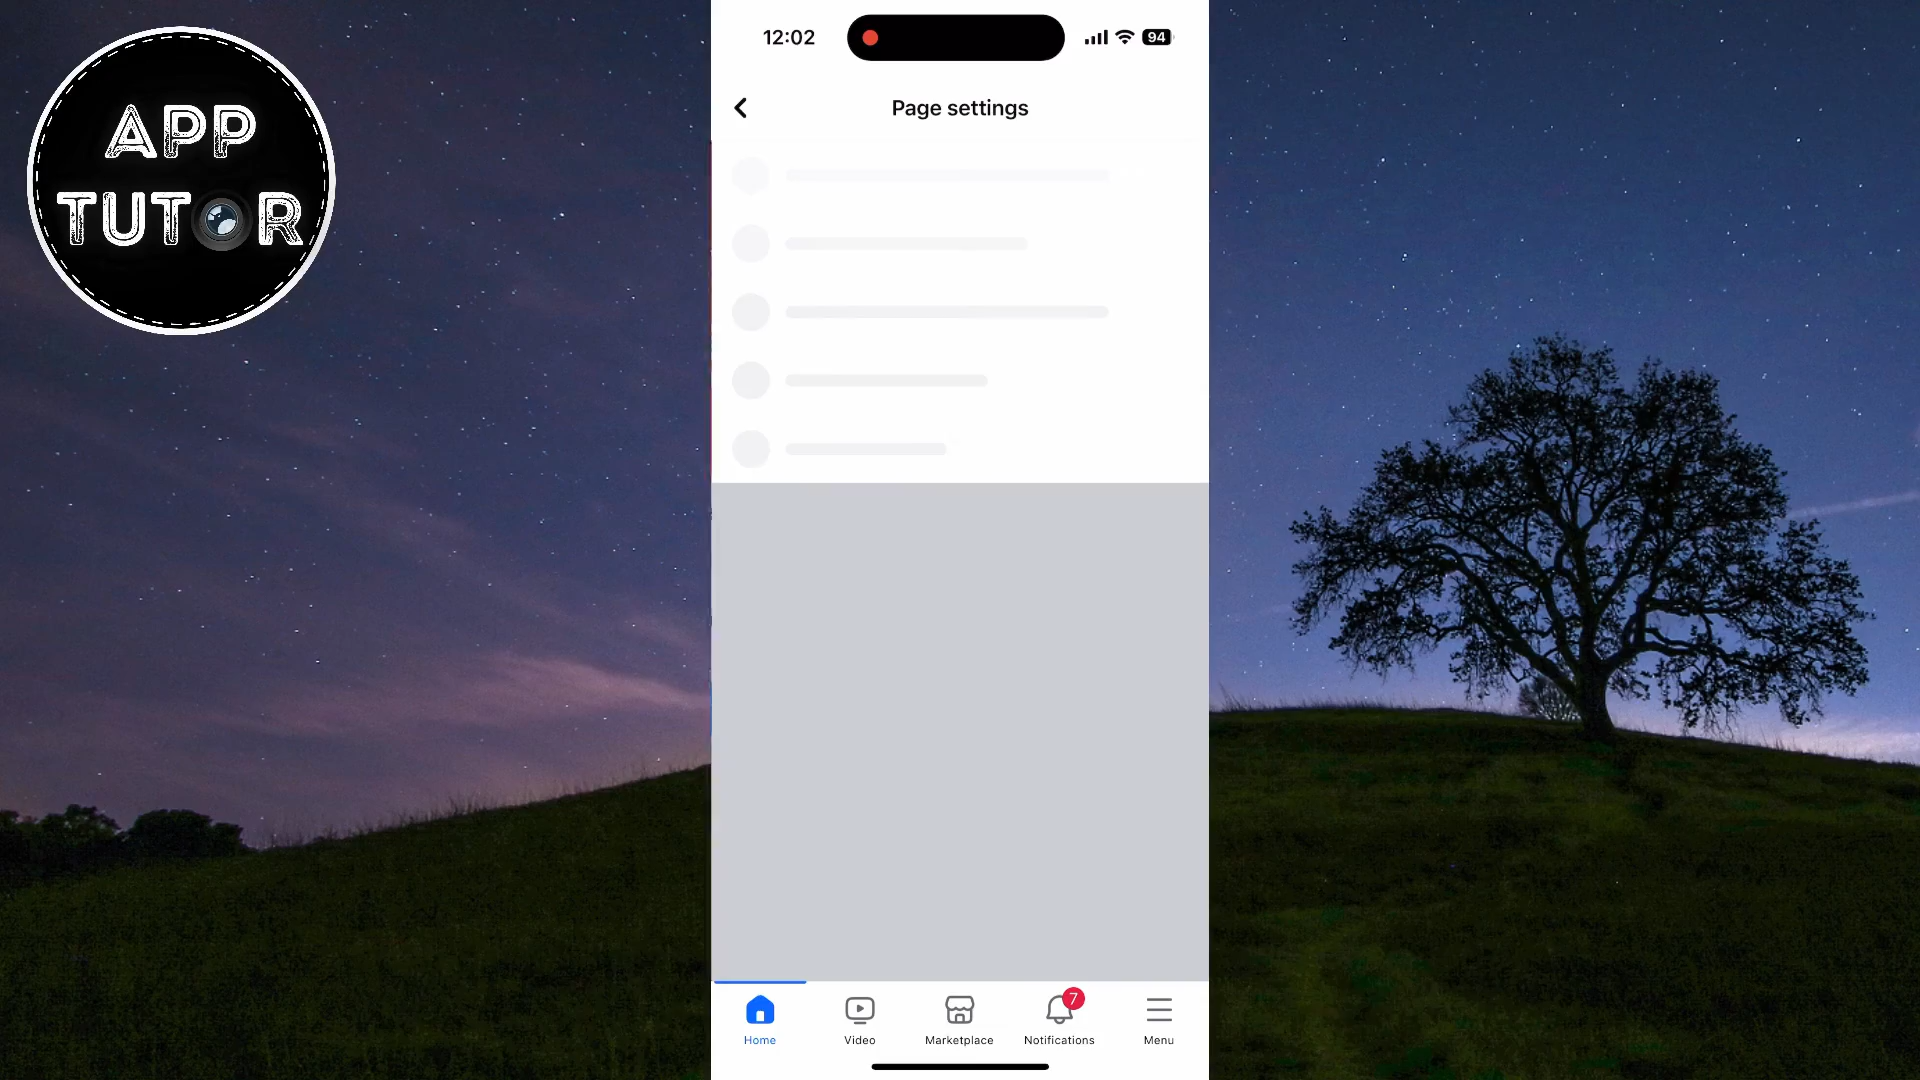 APP
TUTOR
12:02
94
Page settings
7
Home
Video
Marketplace
Notifications
Menu